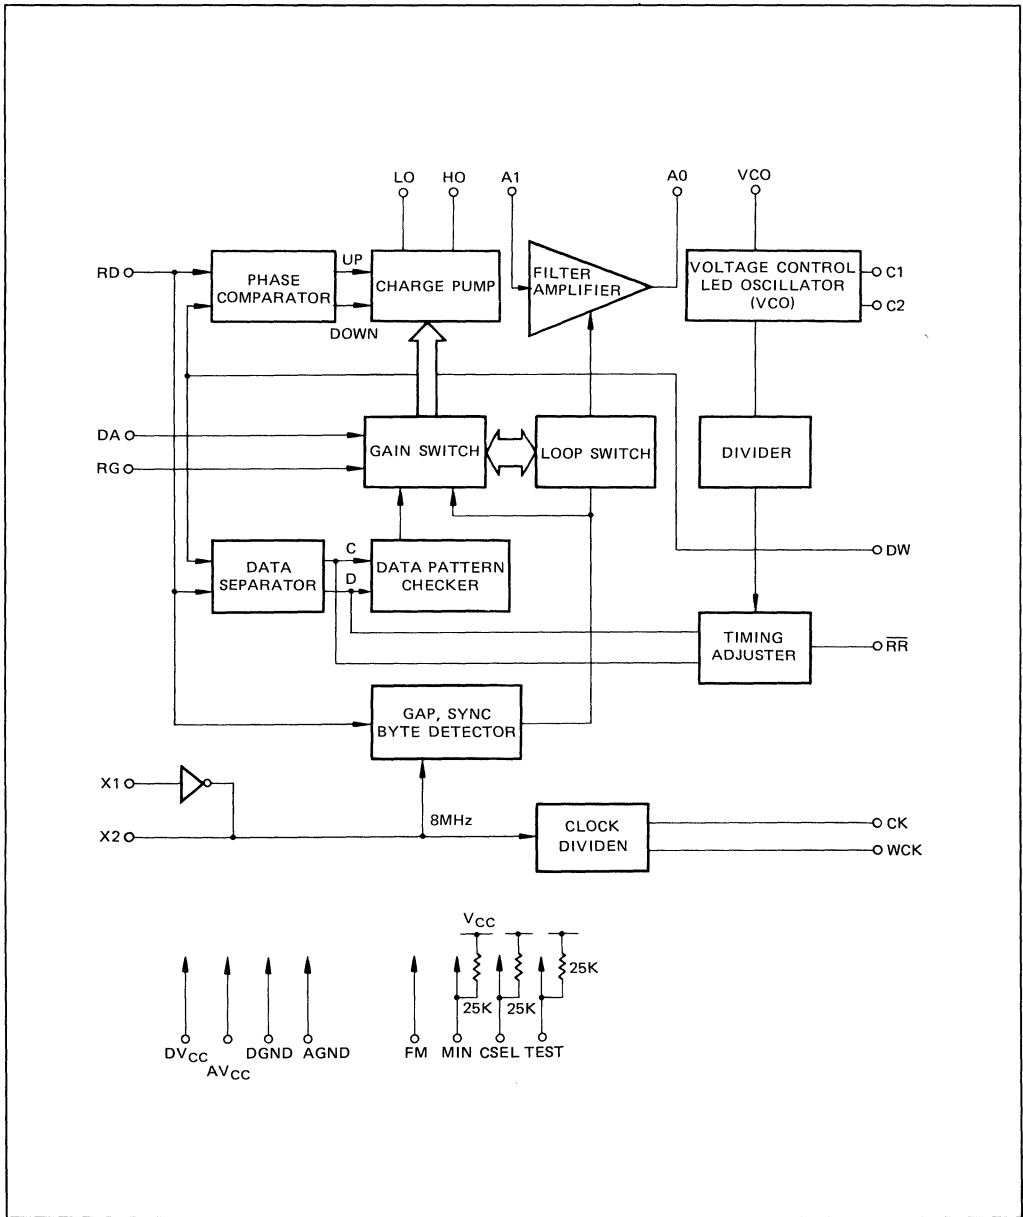 LO HO A1 A0 VCO
RD
PHASE
COMPARATOR
UP
DOWN
CHARGE PUMP
FILTER
AMPLIFIER
VOLTAGE CONTROL
LED OSCILLATOR
(VCO)
C1
C2
DA
RG
GAIN SWITCH
LOOP SWITCH
DIVIDER
DW
DATA
SEPARATOR
C
D
DATA PATTERN
CHECKER
TIMING
ADJUSTER
RR
GAP, SYNC
BYTE DETECTOR
X1
X2
8MHz
CLOCK
DIVIDEN
CK
WCK
VCC
25K
25K 25K
DVCC
AVCC
DGND AGND
FM MIN CSEL TEST